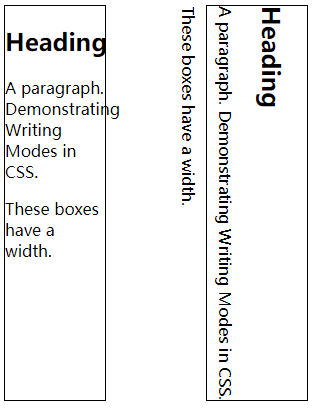 Heading
A paragraph.
Demonstrating
Writing
Modes in
CSS.
These boxes
have a
width.
Heading
A paragraph. Demonstrating Writing Modes in CSS.
These boxes have a width.